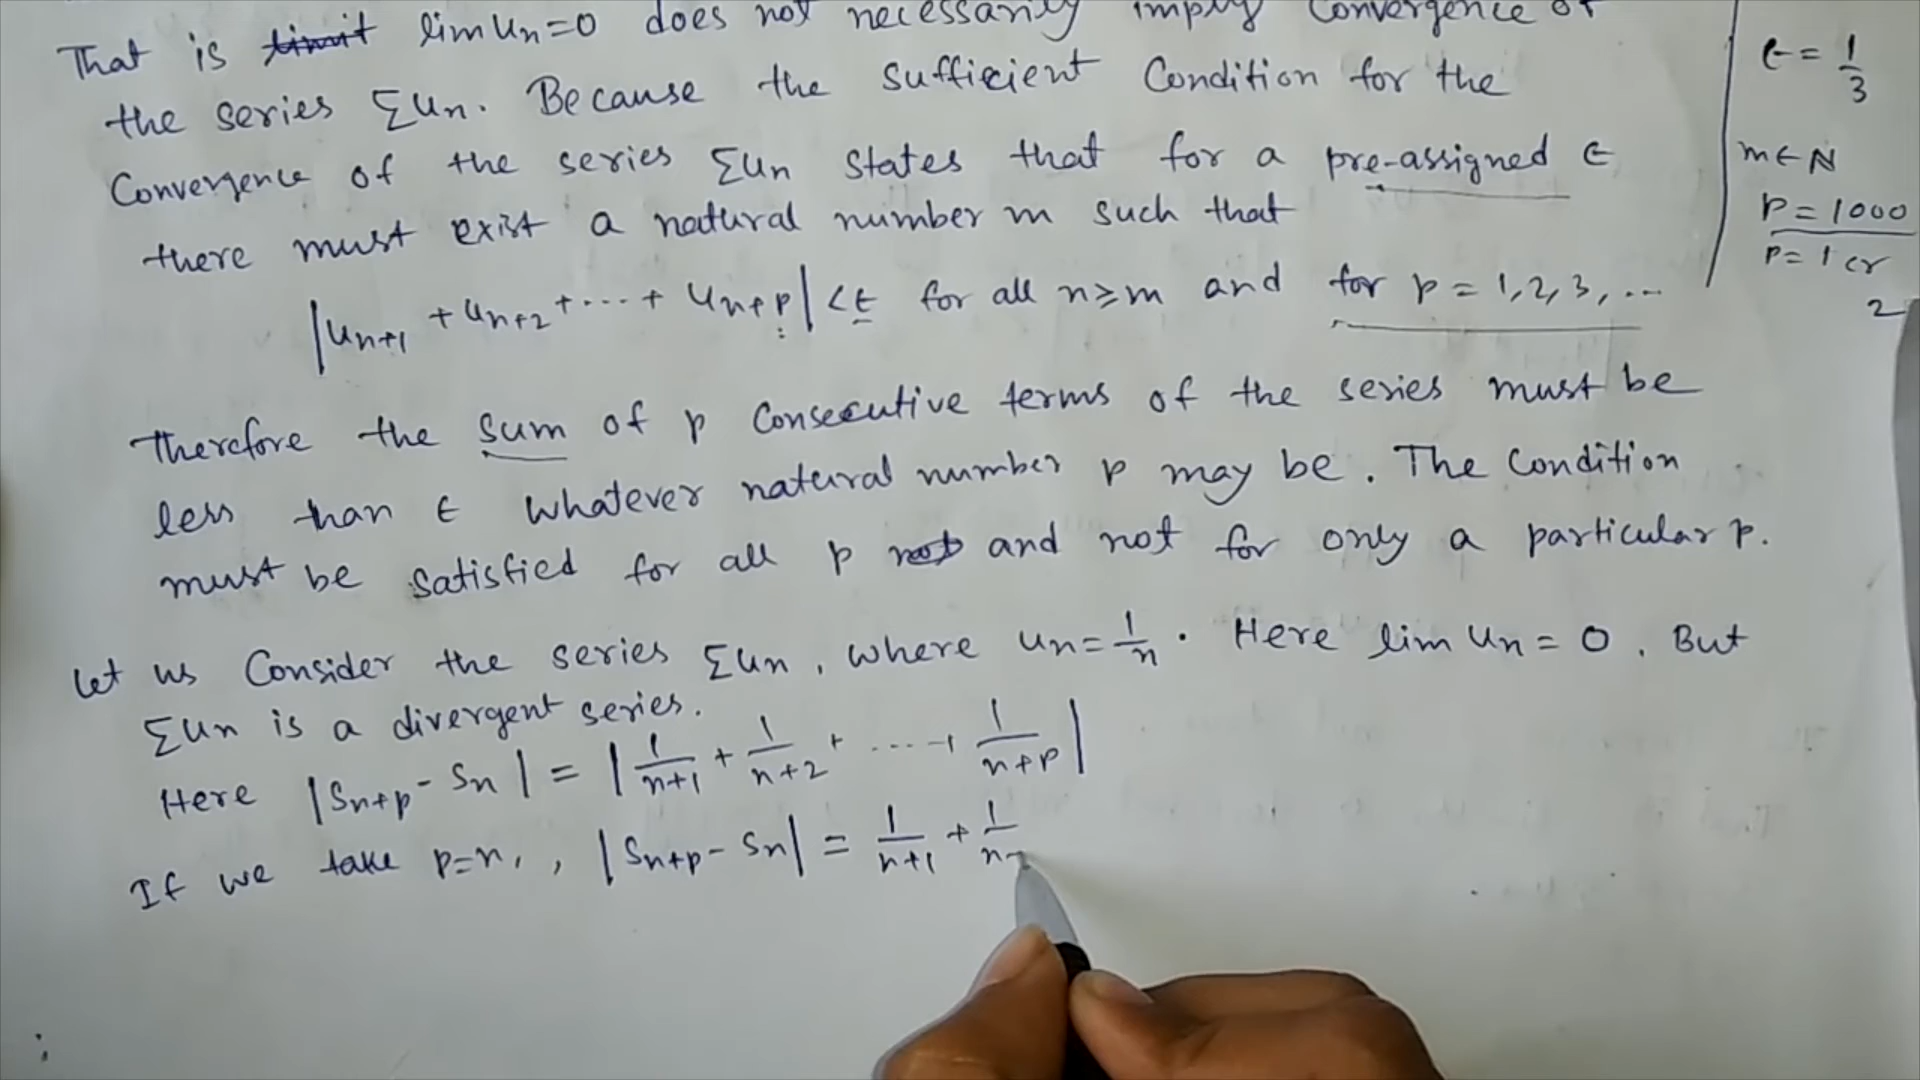 That is limit lim un=0 does not necessarily imply convergence of
the series Σun. Because the sufficient Condition for the
Convergence of the series Σun states that for a pre-assigned ϵ
there must exist a natural number m such that
|un+1 + un+2 + .... + un+p| < ϵ for all n≥m and for p = 1,2,3,...
Therefore the sum of p consecutive terms of the series must be
less than ϵ whatever natural number p may be. The condition
must be satisfied for all p not and not for only a particular p.
Let us Consider the series Σun, where un = 1/n. Here lim un = 0. But
Σun is a divergent series.
Here |Sn+p - Sn| = |1/n+1 + 1/n+2 + ....+ 1/n+p|
If we take p=n, , |Sn+p - Sn| = 1/n+1 + 1/n-
ϵ = 1/3
m ∈ N
p = 1000
p = 1 cr
2